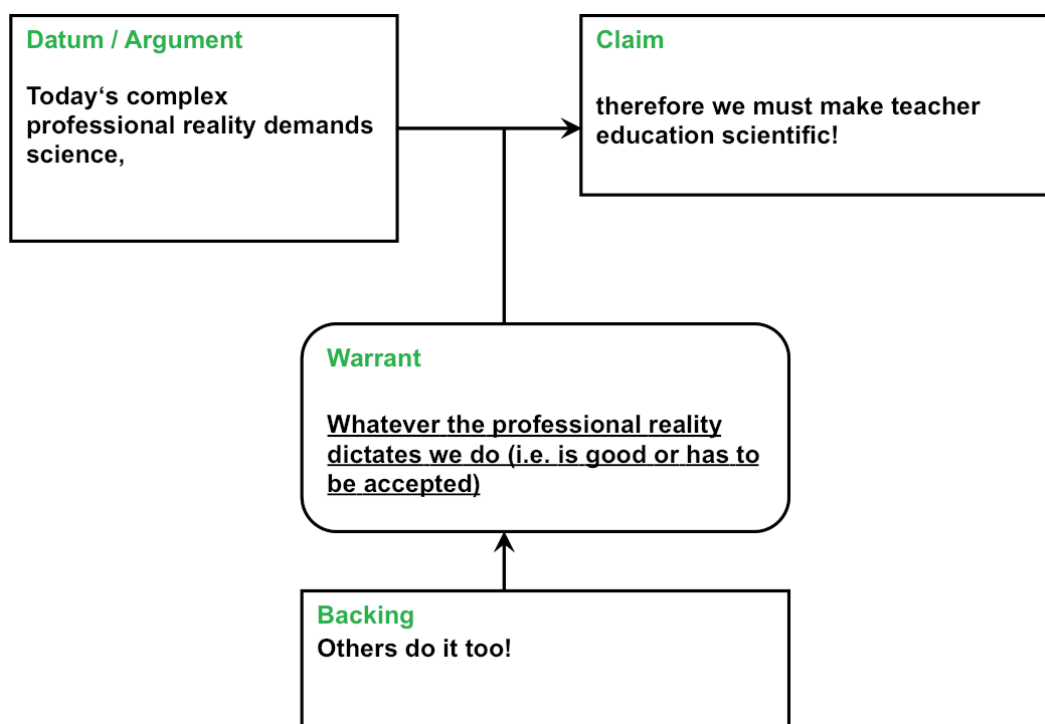 Datum / Argument
Today‘s complex
professional reality demands
science,
Claim
therefore we must make teacher
education scientific!
Warrant
Whatever the professional reality
dictates we do (i.e. is good or has to
be accepted)
Backing
Others do it too!